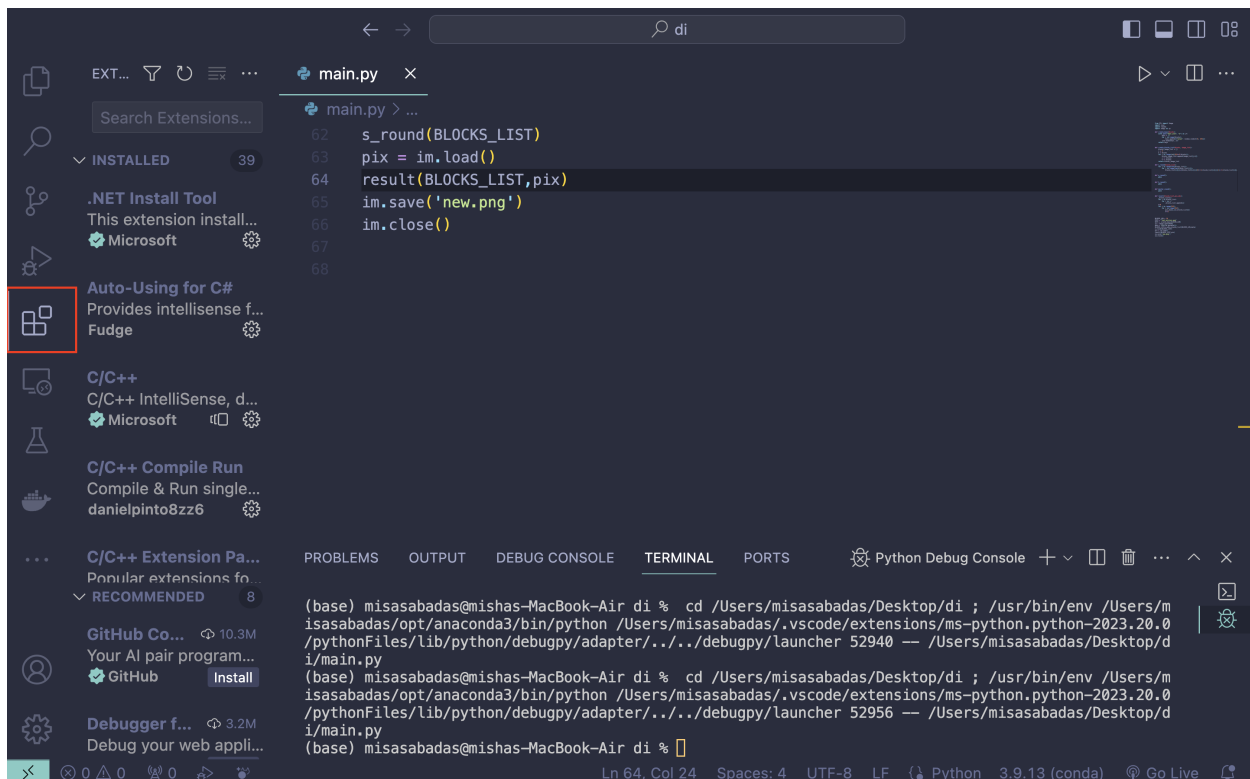 di
EXT...
Search Extensions...
INSTALLED 39
.NET Install Tool
This extension install...
Microsoft
Auto-Using for C#
Provides intellisense f...
Fudge
C/C++
C/C++ IntelliSense, d...
Microsoft
C/C++ Compile Run
Compile & Run single...
danielpinto8zz6
C/C++ Extension Pa...
Popular extensions fo...
RECOMMENDED 8
GitHub Co... 10.3M
Your AI pair program...
GitHub Install
Debugger f... 3.2M
Debug your web appli...
main.py
main.py > ...
62 s_round(BLOCKS_LIST)
63 pix = im.load()
64 result(BLOCKS_LIST,pix)
65 im.save('new.png')
66 im.close()
67
68
PROBLEMS OUTPUT DEBUG CONSOLE TERMINAL PORTS Python Debug Console
(base) misasabadas@mishas-MacBook-Air di % cd /Users/misasabadas/Desktop/di ; /usr/bin/env /Users/m
isasabadas/opt/anaconda3/bin/python /Users/misasabadas/.vscode/extensions/ms-python.python-2023.20.0
/pythonFiles/lib/python/debugpy/adapter/../../debugpy/launcher 52940 -- /Users/misasabadas/Desktop/d
i/main.py
(base) misasabadas@mishas-MacBook-Air di % cd /Users/misasabadas/Desktop/di ; /usr/bin/env /Users/m
isasabadas/opt/anaconda3/bin/python /Users/misasabadas/.vscode/extensions/ms-python.python-2023.20.0
/pythonFiles/lib/python/debugpy/adapter/../../debugpy/launcher 52956 -- /Users/misasabadas/Desktop/d
i/main.py
(base) misasabadas@mishas-MacBook-Air di %
0 0 0 Ln 64, Col 24 Spaces: 4 UTF-8 LF Python 3.9.13 (conda) Go Live